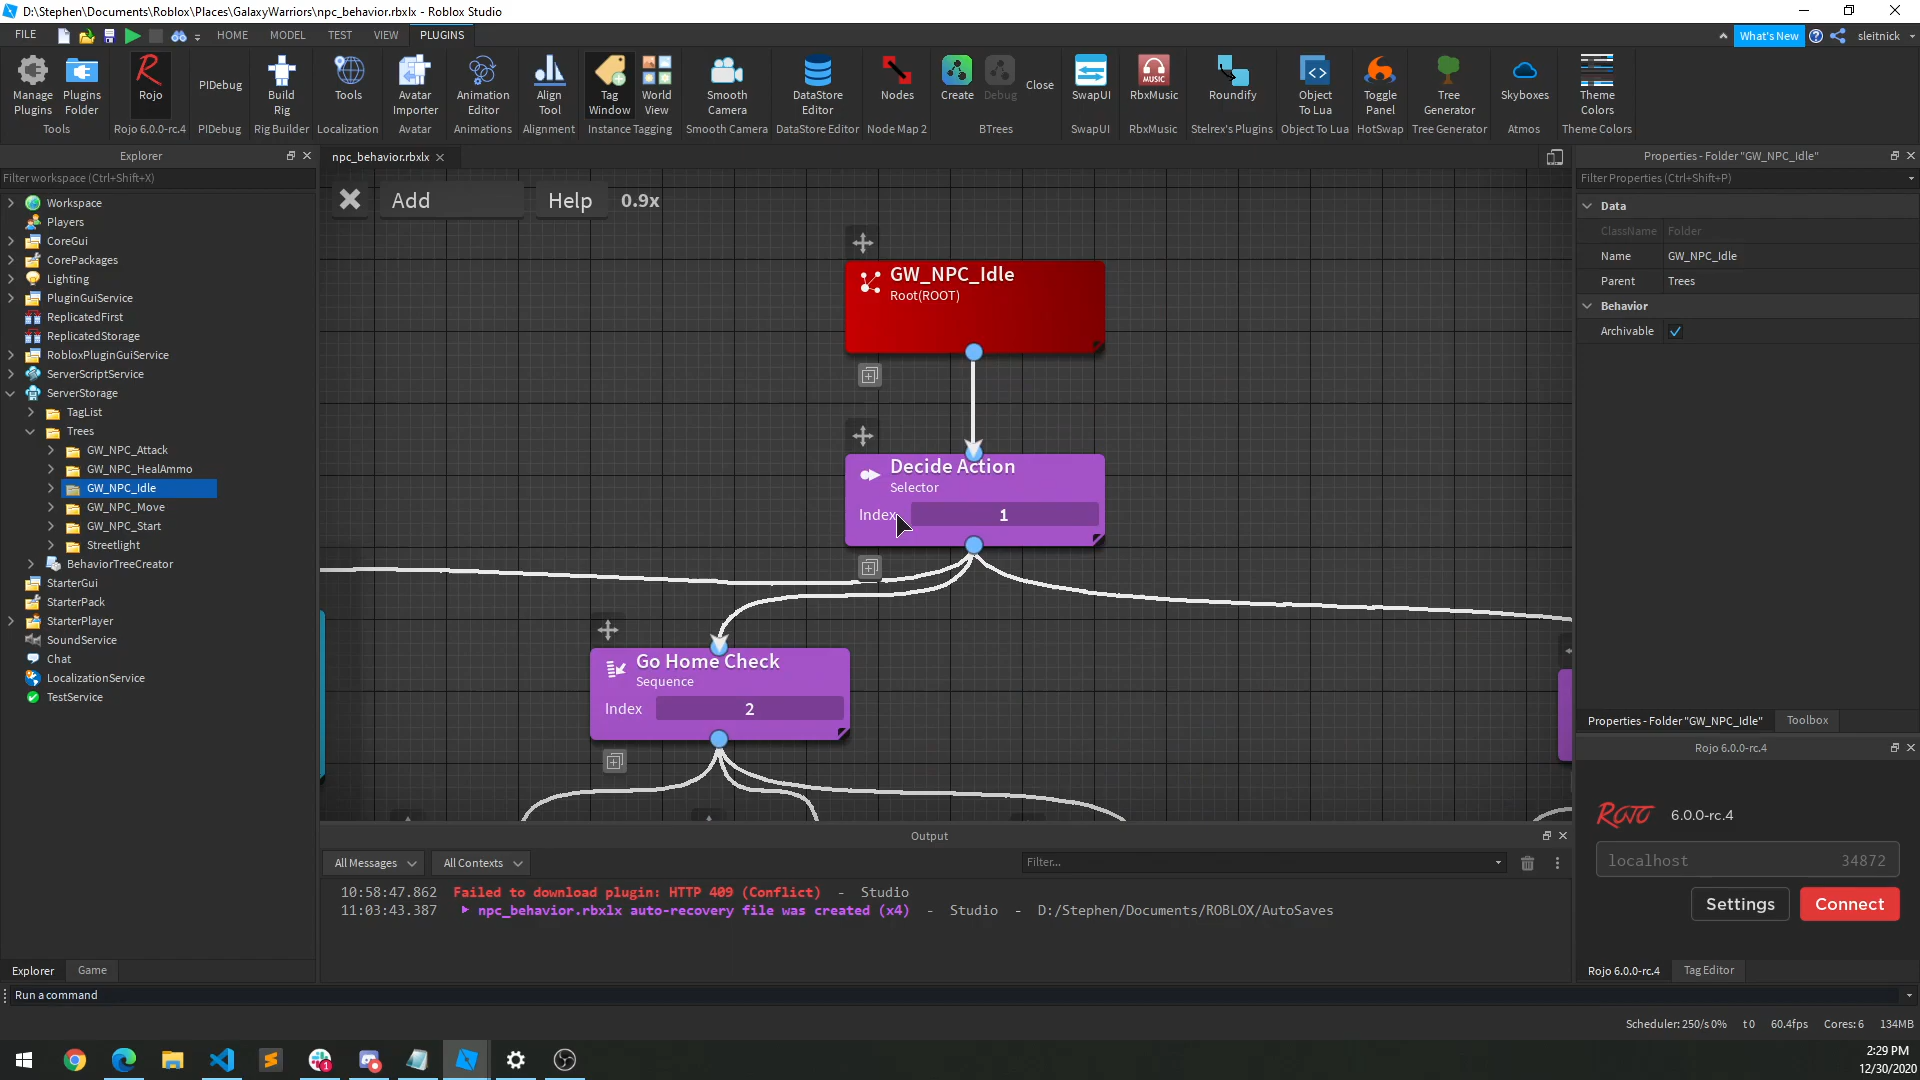 D:\Stephen\Documents\Roblox\Places\GalaxyWarriors\npc_behavior.rbxlx - Roblox Studio
FILE HOME MODEL TEST VIEW PLUGINS What's New sleitnick
Manage Plugins
Plugins Folder
Tools
Rojo
Rojo 6.0.0-rc.4
PIDebug
PIDebug
Build Rig
Rig Builder
Tools
Localization
Avatar Importer
Avatar
Animation Editor
Animations
Align Tool
Alignment
Tag Window
World View
Instance Tagging
Smooth Camera
Smooth Camera
DataStore Editor
DataStore Editor
Nodes
Node Map 2
Create
Debug
Close
BTrees
SwapUI
SwapUI
MUSIC
RbxMusic
RbxMusic
Roundify
Stelrex's Plugins
Object To Lua
Object To Lua
Toggle Panel
HotSwap
Tree Generator
Tree Generator
Skyboxes
Atmos
Theme Colors
Theme Colors
Explorer
Filter workspace (Ctrl+Shift+X)
Workspace
Players
CoreGui
CorePackages
Lighting
PluginGuiService
ReplicatedFirst
ReplicatedStorage
RobloxPluginGuiService
ServerScriptService
ServerStorage
TagList
Trees
GW_NPC_Attack
GW_NPC_HealAmmo
GW_NPC_Idle
GW_NPC_Move
GW_NPC_Start
Streetlight
BehaviorTreeCreator
StarterGui
StarterPack
StarterPlayer
SoundService
Chat
LocalizationService
TestService
Explorer Game
npc_behavior.rbxlx
Add Help 0.9x
GW_NPC_Idle
Root(ROOT)
Decide Action
Selector
Index 1
Go Home Check
Sequence
Index 2
Output
All Messages All Contexts Filter...
10:58:47.862 Failed to download plugin: HTTP 409 (Conflict) - Studio
11:03:43.387 npc_behavior.rbxlx auto-recovery file was created (x4) - Studio - D:/Stephen/Documents/ROBLOX/AutoSaves
Properties - Folder "GW_NPC_Idle"
Filter Properties (Ctrl+Shift+P)
Data
ClassName Folder
Name GW_NPC_Idle
Parent Trees
Behavior
Archivable
Properties - Folder "GW_NPC_Idle" Toolbox
Rojo 6.0.0-rc.4
ROJO 6.0.0-rc.4
localhost 34872
Settings Connect
Rojo 6.0.0-rc.4 Tag Editor
Run a command
Scheduler: 250/s 0% t 0 60.4fps Cores: 6 134MB
1
2:29 PM
12/30/2020